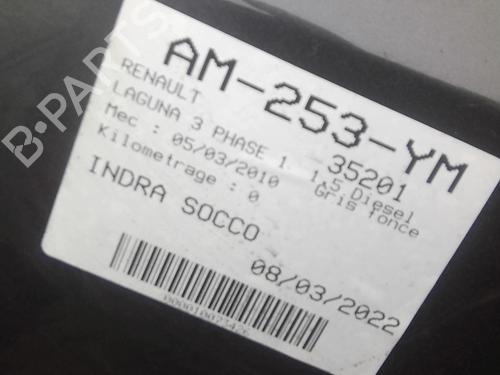 AM-253-YM
RENAULT 35201
LAGUNA 3 PHASE 1 1.5 Diesel
Mec : 05/03/2010 Gris fonce
Kilometrage : 0
INDRA SOCCO
08/03/2022
B-PARTS